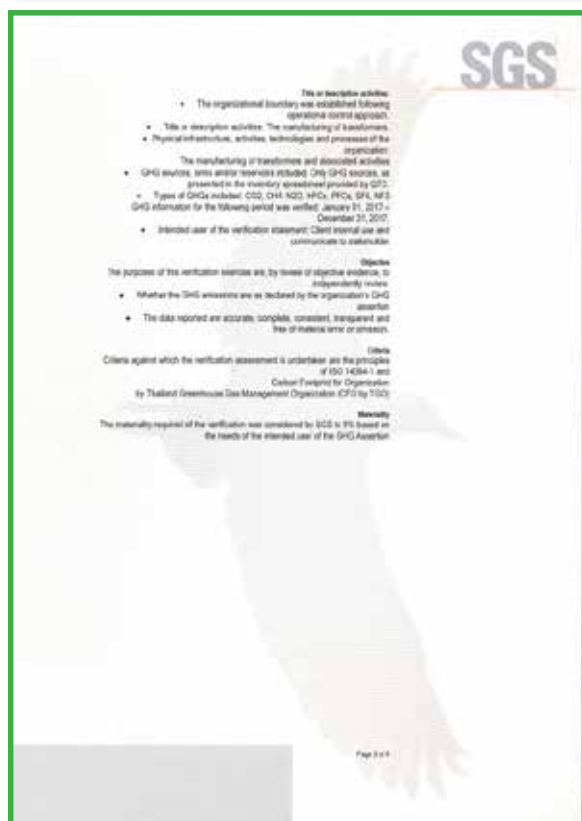 SGS
Title or description activities:
• The organizational boundary was established following
operational control approach.
• Title or description activities: The manufacturing of transformers.
• Physical infrastructure, activities, technologies and processes of the
organization:
The manufacturing of transformers and associated activities
• GHG sources, sinks and/or reservoirs included: Only GHG sources, as
presented in the inventory spreadsheet provided by QTC.
• Types of GHGs included: CO2, CH4, N2O, HFCs, PFCs, SF6, NF3
GHG information for the following period was verified: January 01, 2017 –
December 31, 2017.
• Intended user of the verification statement: Client internal use and
communicate to stakeholder.
Objective
The purposes of this verification exercise are, by review of objective evidence, to
independently review:
• Whether the GHG emissions are as declared by the organization's GHG
assertion
• The data reported are accurate, complete, consistent, transparent and
free of material error or omission.
Criteria
Criteria against which the verification assessment is undertaken are the principles
of ISO 14064-1 and
Carbon Footprint for Organization
by Thailand Greenhouse Gas Management Organization (CFO by TGO)
Materiality
The materiality required of the verification was considered by SGS to 5% based on
the needs of the intended user of the GHG Assertion